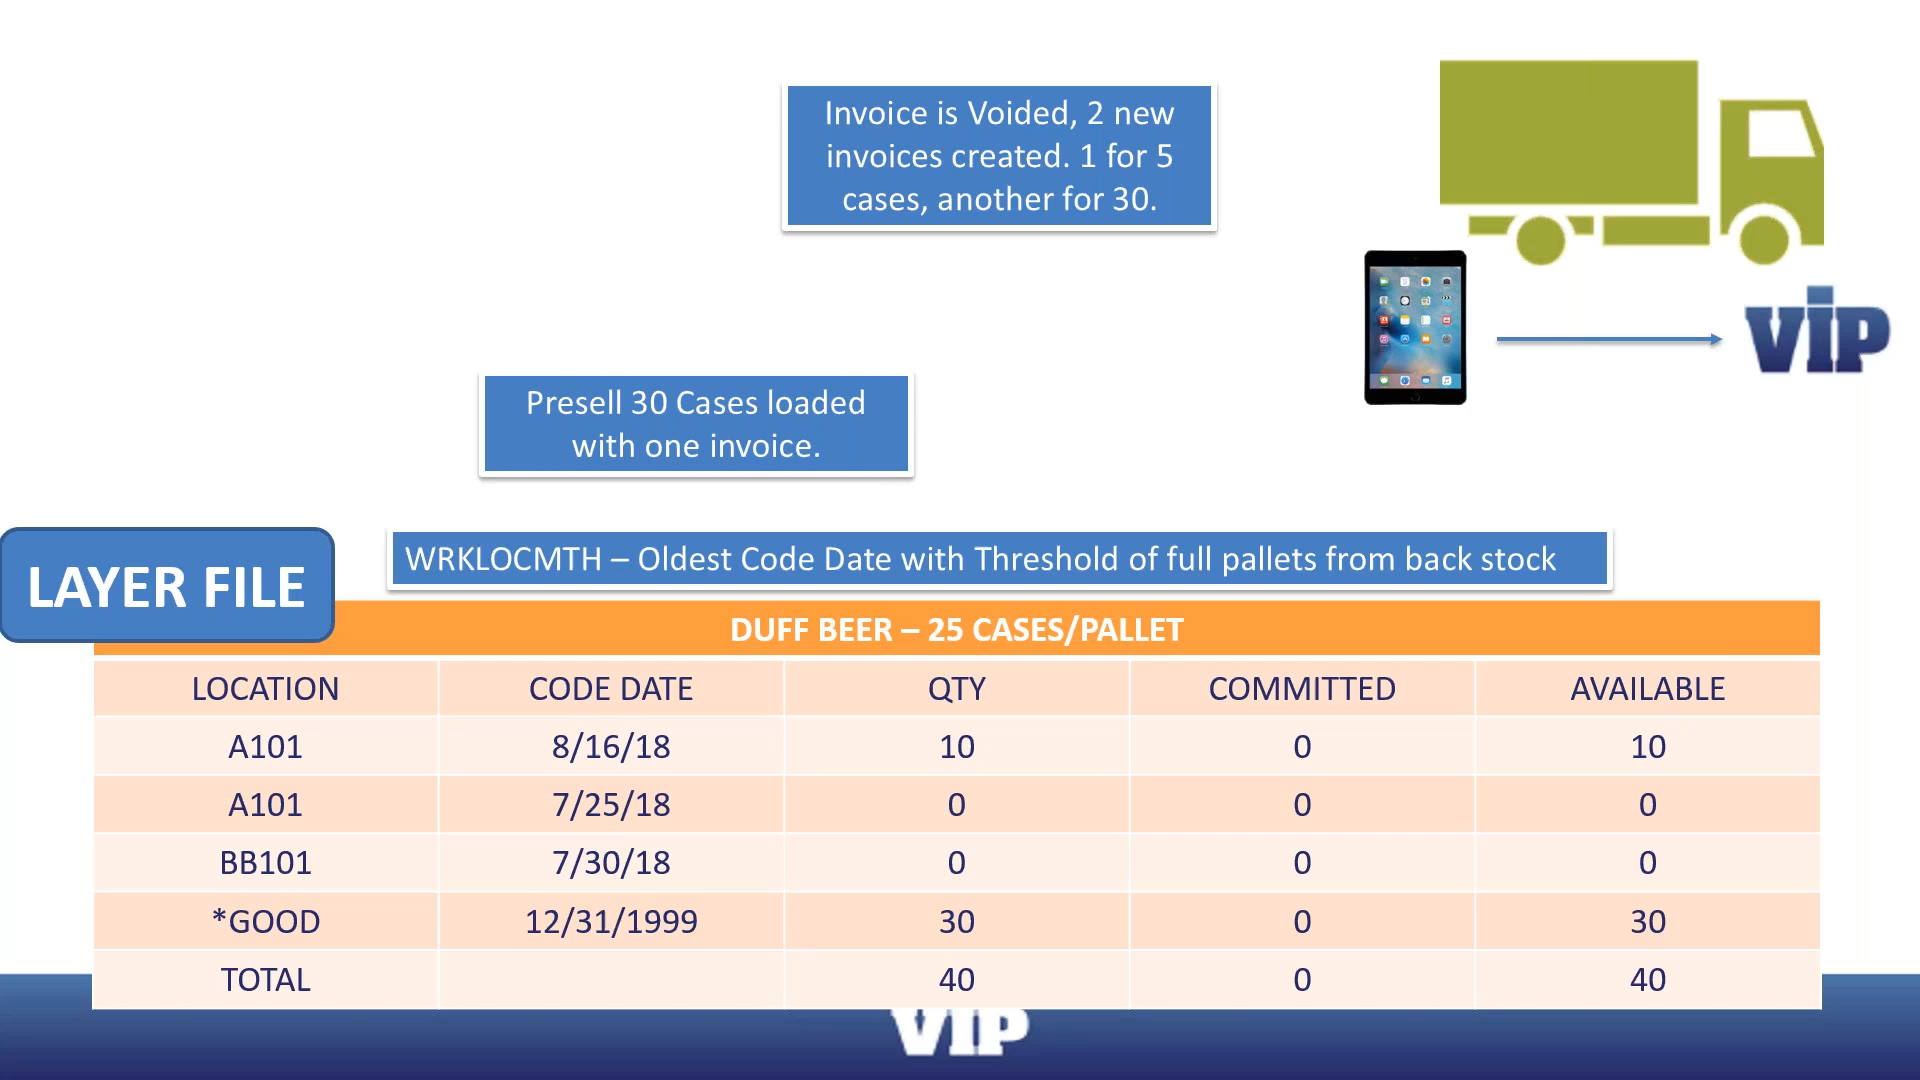 Invoice is Voided, 2 new
invoices created. 1 for 5
cases, another for 30.
vip
Presell 30 Cases loaded
with one invoice.
LAYER FILE
WRKLOCMTH – Oldest Code Date with Threshold of full pallets from back stock
DUFF BEER – 25 CASES/PALLET
LOCATION CODE DATE QTY COMMITTED AVAILABLE
A101 8/16/18 10 0 10
A101 7/25/18 0 0 0
BB101 7/30/18 0 0 0
*GOOD 12/31/1999 30 0 30
TOTAL 40 0 40
VIP